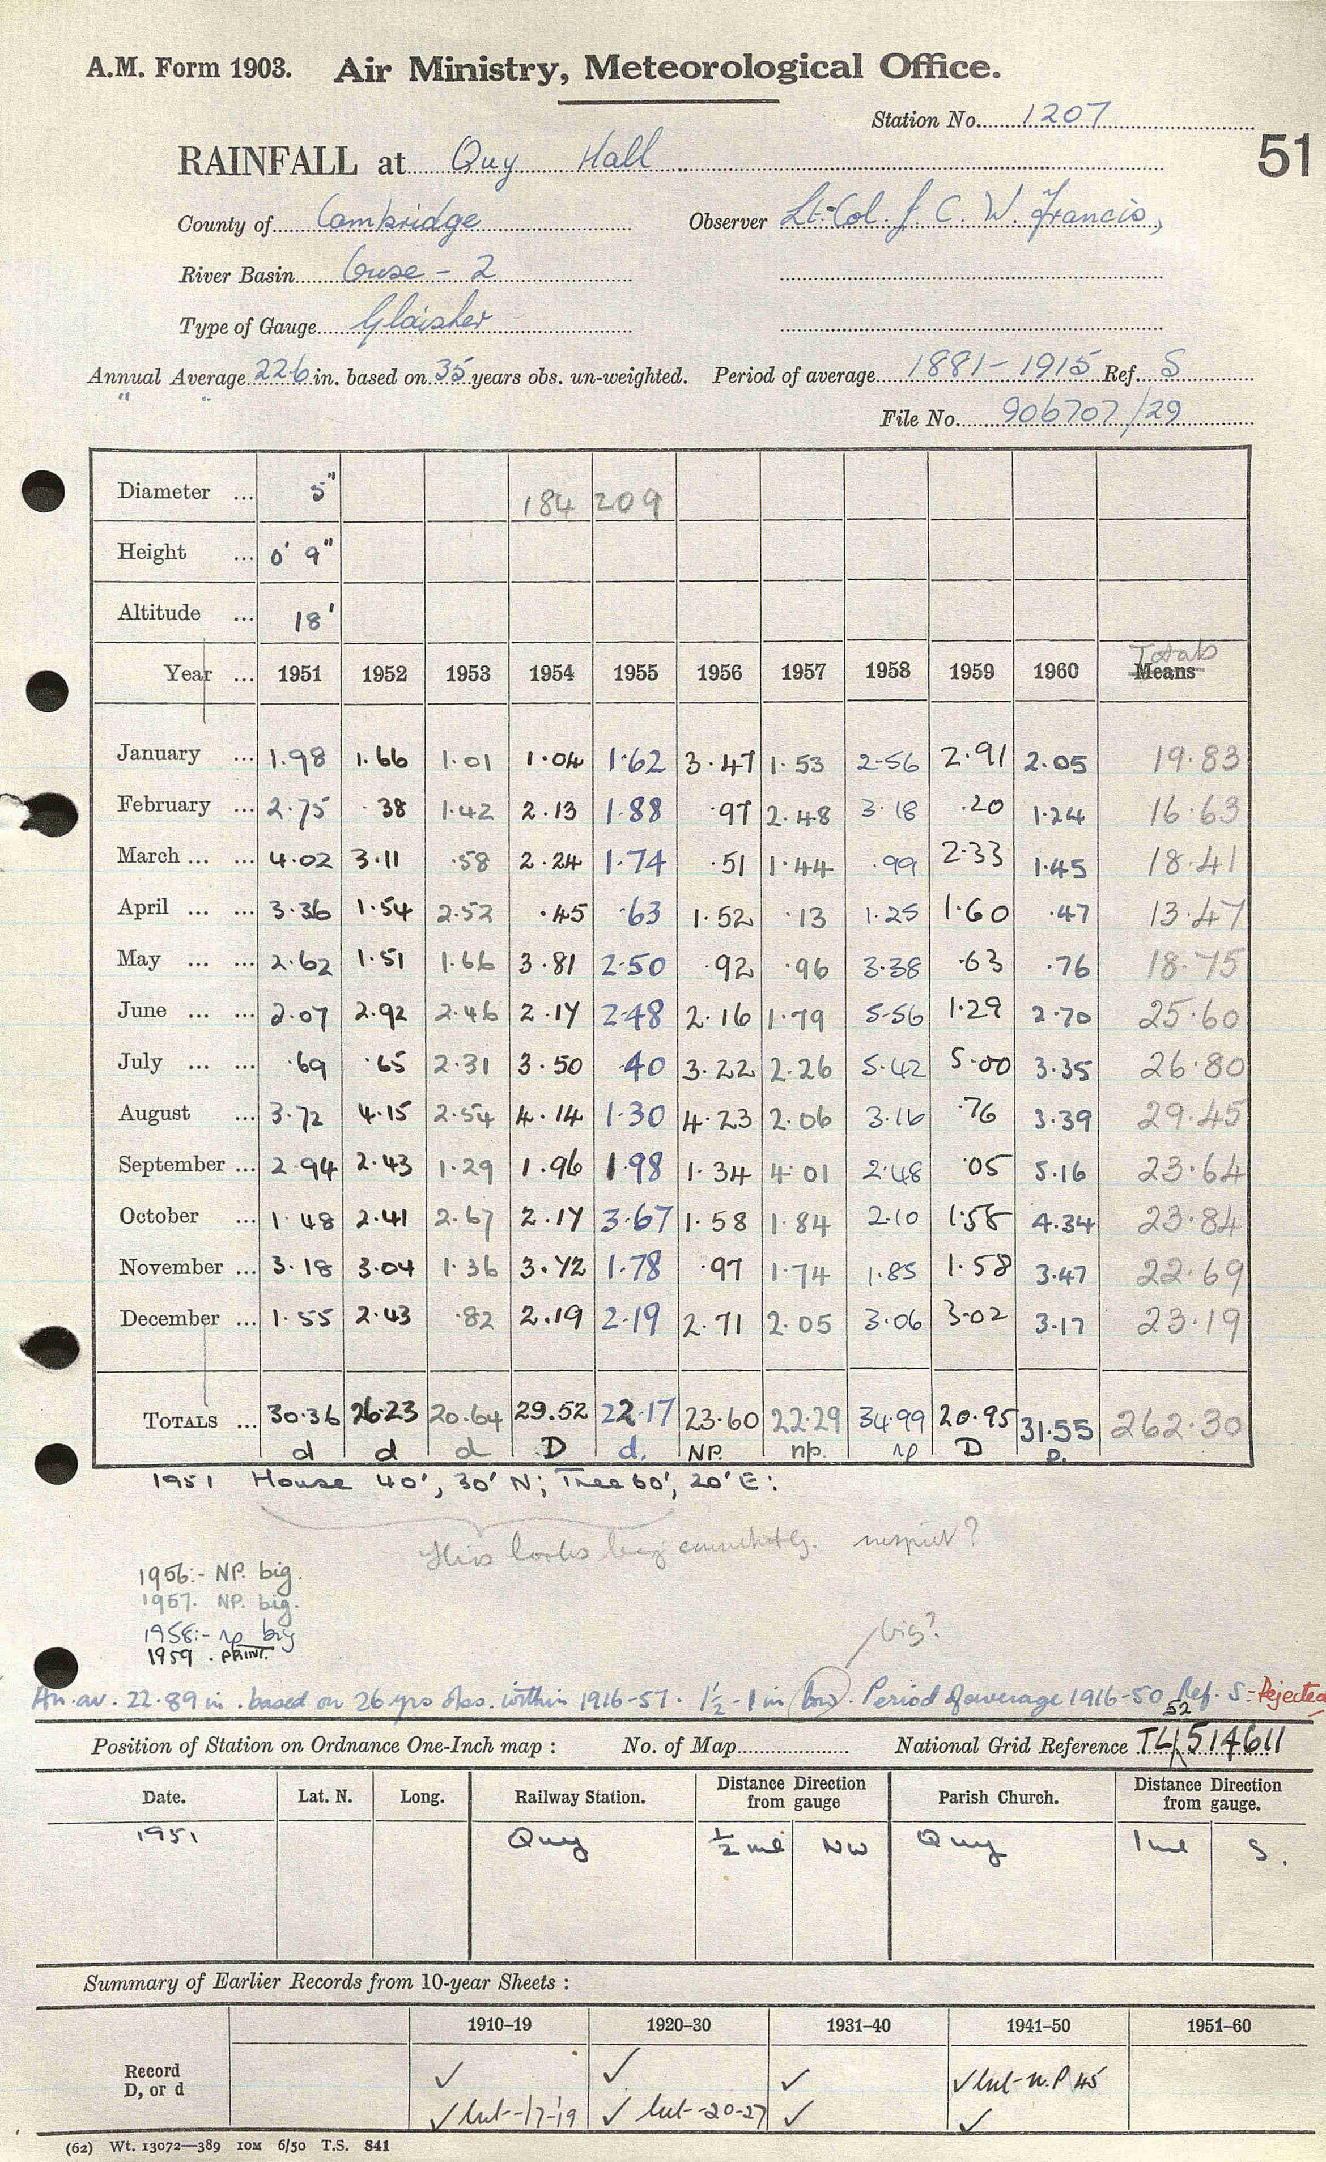 A.M. Form 1903. Air Ministry, Meteorological Office.
Station No. 1207
51
RAINFALL at Quy Hall
County of Cambridge Observer Lt-Col. J. C. W. Francis,
River Basin Ouse - 2
Type of Gauge Glaisher
Annual Average 22.6 in. based on 35 years obs. un-weighted. Period of average 1881-1915 Ref. S
" "
File No. 906707/29
Diameter ... 5" 184 209
Height ... 0' 9"
Altitude ... 18'
Totals
Year ... 1951 1952 1953 1954 1955 1956 1957 1958 1959 1960 Means
January ... 1.98 1.66 1.01 1.04 1.62 3.47 1.53 2.56 2.91 2.05 19.83
February ... 2.75 .38 1.42 2.13 1.88 .97 2.48 3.18 .20 1.24 16.63
March ... ... 4.02 3.11 .58 2.24 1.74 .51 1.44 .99 2.33 1.45 18.41
April ... ... 3.36 1.54 2.52 .45 .63 1.52 .13 1.25 1.60 .47 13.47
May ... ... 2.62 1.51 1.66 3.81 2.50 .92 .96 3.38 .63 .76 18.75
June ... ... 2.07 2.92 2.46 2.17 2.48 2.16 1.79 5.56 1.29 2.70 25.60
July ... ... .69 .65 2.31 3.50 .40 3.22 2.26 5.42 5.00 3.35 26.80
August ... 3.72 4.15 2.54 4.14 1.30 4.23 2.06 3.16 .76 3.39 29.45
September ... 2.94 2.43 1.29 1.96 1.98 1.34 4.01 2.48 .05 5.16 23.64
October ... 1.48 2.41 2.67 2.17 3.67 1.58 1.84 2.10 1.58 4.34 23.84
November ... 3.18 3.04 1.36 3.72 1.78 .97 1.74 1.85 1.58 3.47 22.69
December ... 1.55 2.43 .82 2.19 2.19 2.71 2.05 3.06 3.02 3.17 23.19
TOTALS ... 30.36 26.23 20.64 29.52 22.17 23.60 22.29 34.99 20.95 31.55 262.30
d d d D d. NP. np. np D P.
1951 House 40', 30' N; Tree 60', 20' E:
This looks big
1956:- NP. big.
1957. NP. big.
1958:- np big
1959. PRINT.
big?
An. av. 22.89 in. based on 26 yrs obs. within 1916-57. 1½-1 in. Period of average 1916-50 Ref. S - Rejected
52
Position of Station on Ordnance One-Inch map : No. of Map National Grid Reference TL 514611
Date. Lat. N. Long. Railway Station. Distance from gauge Direction Parish Church. Distance from gauge. Direction
1951 Quy ½ ml NW Quy 1 ml S.
Summary of Earlier Records from 10-year Sheets :
1910–19 1920–30 1931–40 1941–50 1951–60
Record D, or d ✓ ✓ ✓ ✓ but n.P 45
✓ but -17-19 ✓ but -20-27 ✓ ✓
(62) Wt. 13072—389 IOM 6/50 T.S. 841